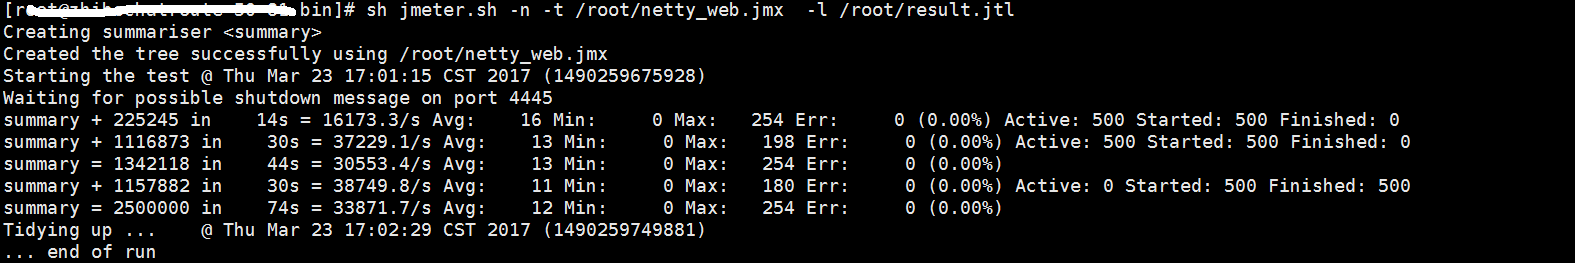 bin]# sh jmeter.sh -n -t /root/netty_web.jmx  -l /root/result.jtl
Creating summariser <summary>
Created the tree successfully using /root/netty_web.jmx
Starting the test @ Thu Mar 23 17:01:15 CST 2017 (1490259675928)
Waiting for possible shutdown message on port 4445
summary + 225245 in    14s = 16173.3/s Avg:    16 Min:     0 Max:   254 Err:     0 (0.00%) Active: 500 Started: 500 Finished: 0
summary + 1116873 in    30s = 37229.1/s Avg:    13 Min:     0 Max:   198 Err:     0 (0.00%) Active: 500 Started: 500 Finished: 0
summary = 1342118 in    44s = 30553.4/s Avg:    13 Min:     0 Max:   254 Err:     0 (0.00%)
summary + 1157882 in    30s = 38749.8/s Avg:    11 Min:     0 Max:   180 Err:     0 (0.00%) Active: 0 Started: 500 Finished: 500
summary = 2500000 in    74s = 33871.7/s Avg:    12 Min:     0 Max:   254 Err:     0 (0.00%)
Tidying up ...    @ Thu Mar 23 17:02:29 CST 2017 (1490259749881)
... end of run